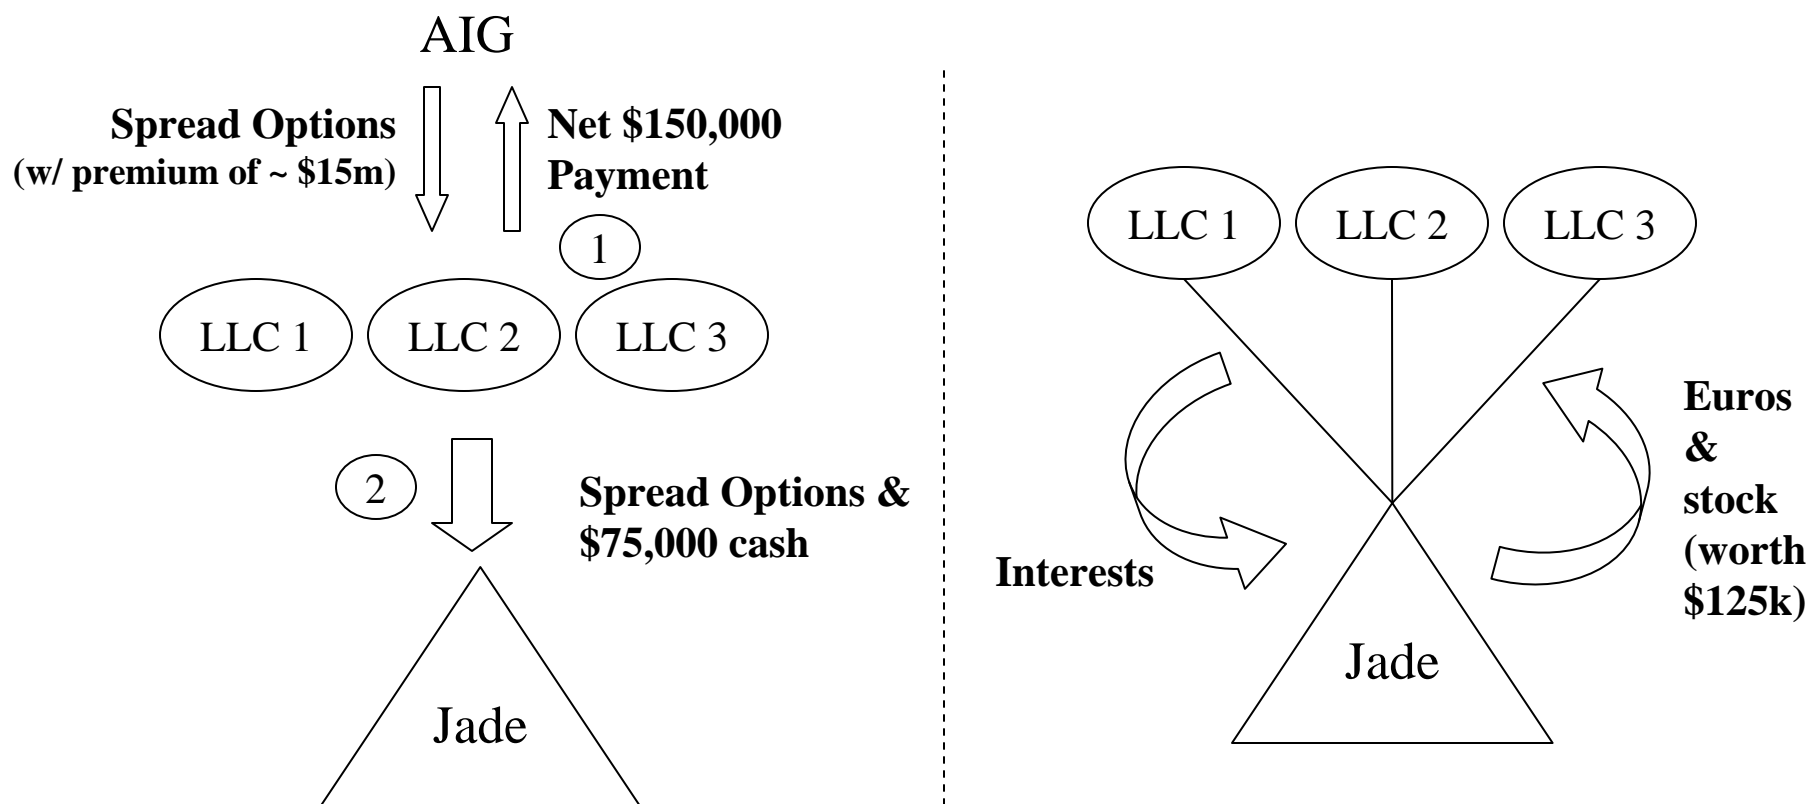 AIG
Spread Options
(w/ premium of ~ $15m)
Net $150,000
Payment
1
LLC 1
LLC 2
LLC 3
2
Spread Options &
$75,000 cash
Jade
LLC 1
LLC 2
LLC 3
Interests
Euros
&
stock
(worth
$125k)
Jade